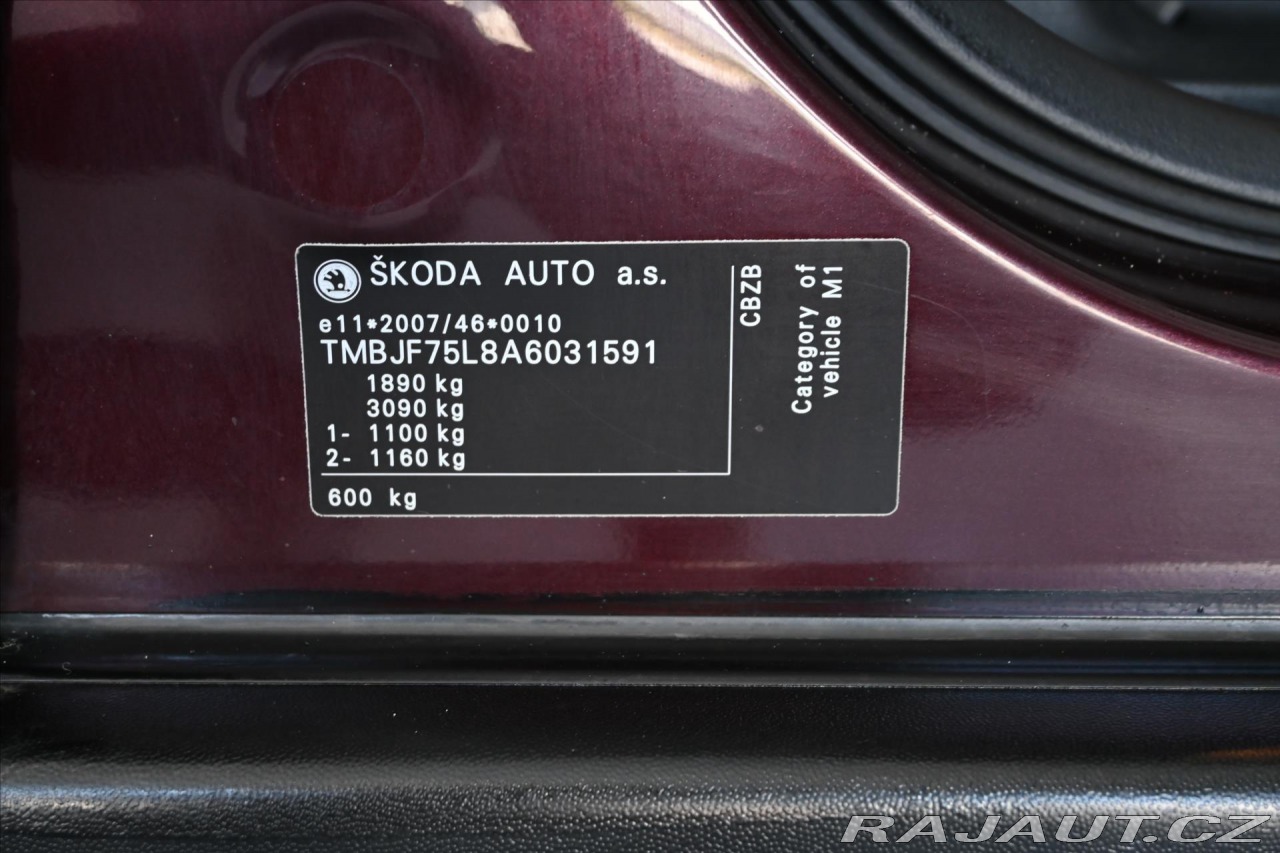 ŠKODA AUTO a.s.
e11*2007/46*0010
TMBJF75L8A6031591
1890 kg
3090 kg
1- 1100 kg
2- 1160 kg
600 kg
CBZB
Category of
vehicle M1
RAJAUT.CZ